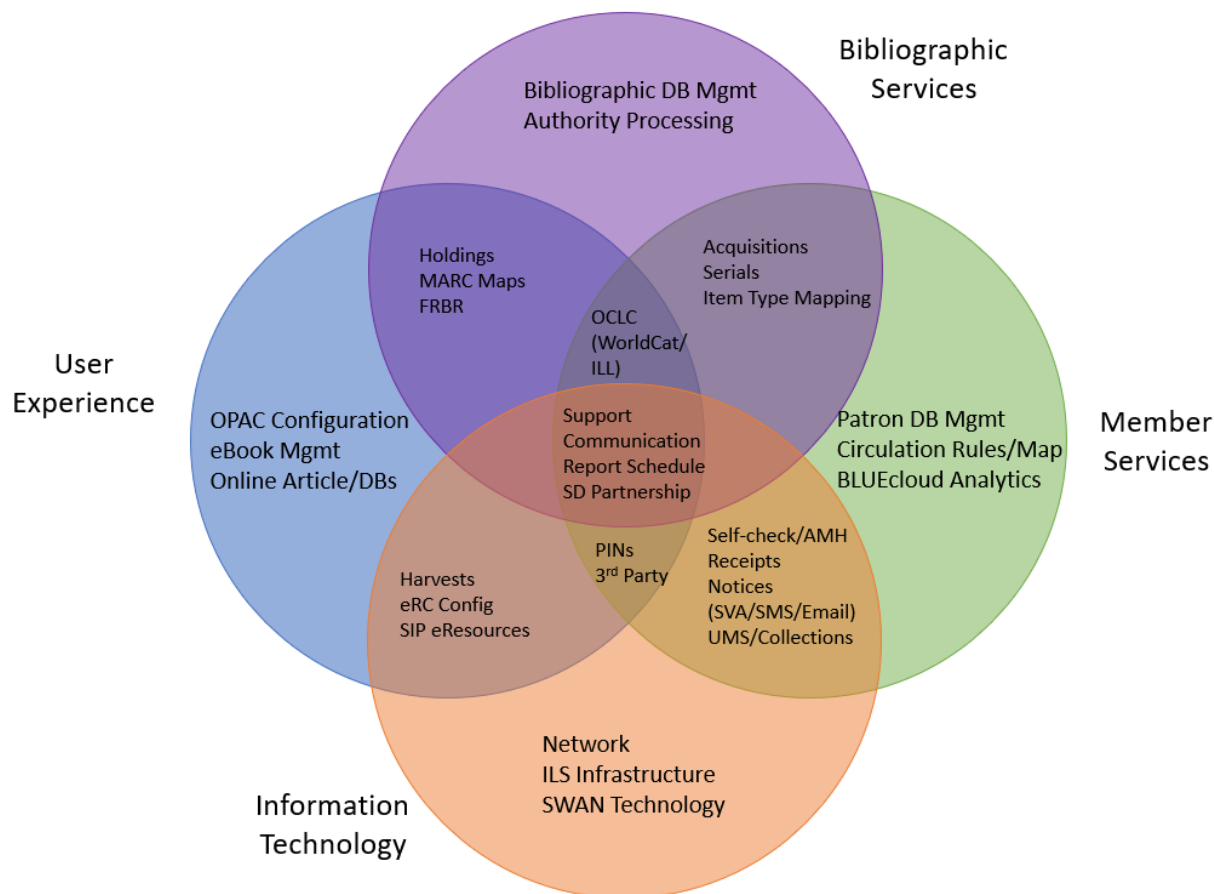 Bibliographic
Services
Bibliographic DB Mgmt
Authority Processing
Holdings
MARC Maps
FRBR
Acquisitions
Serials
Item Type Mapping
OCLC
(WorldCat/
ILL)
User
Experience
OPAC Configuration
eBook Mgmt
Online Article/DBs
Support
Communication
Report Schedule
SD Partnership
Patron DB Mgmt
Circulation Rules/Map
BLUEcloud Analytics
Member
Services
Harvests
eRC Config
SIP eResources
PINs
3rd Party
Self-check/AMH
Receipts
Notices
(SVA/SMS/Email)
UMS/Collections
Network
ILS Infrastructure
SWAN Technology
Information
Technology